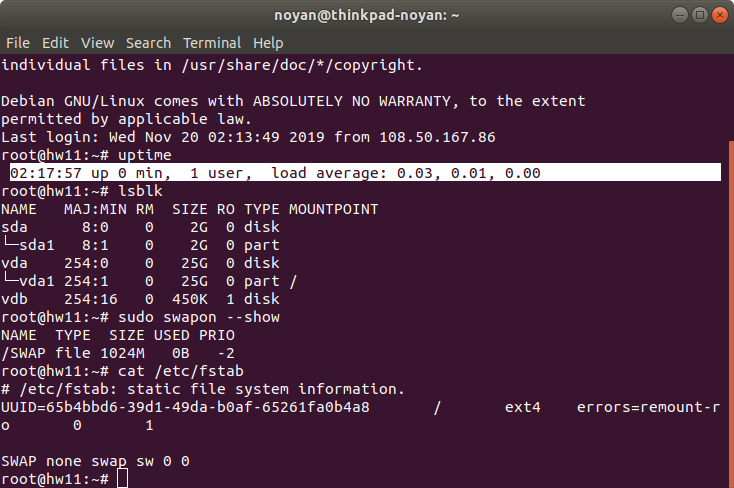 noyan@thinkpad-noyan: ~
File Edit View Search Terminal Help
individual files in /usr/share/doc/*/copyright.

Debian GNU/Linux comes with ABSOLUTELY NO WARRANTY, to the extent
permitted by applicable law.
Last login: Wed Nov 20 02:13:49 2019 from 108.50.167.86
root@hw11:~# uptime
 02:17:57 up 0 min,  1 user,  load average: 0.03, 0.01, 0.00
root@hw11:~# lsblk
NAME   MAJ:MIN RM  SIZE RO TYPE MOUNTPOINT
sda      8:0    0    2G  0 disk
└─sda1   8:1    0    2G  0 part
vda    254:0    0   25G  0 disk
└─vda1 254:1    0   25G  0 part /
vdb    254:16   0  450K  1 disk
root@hw11:~# sudo swapon --show
NAME  TYPE  SIZE USED PRIO
/SWAP file 1024M   0B   -2
root@hw11:~# cat /etc/fstab
# /etc/fstab: static file system information.
UUID=65b4bbd6-39d1-49da-b0af-65261fa0b4a8       /       ext4    errors=remount-r
o       0       1

SWAP none swap sw 0 0
root@hw11:~#